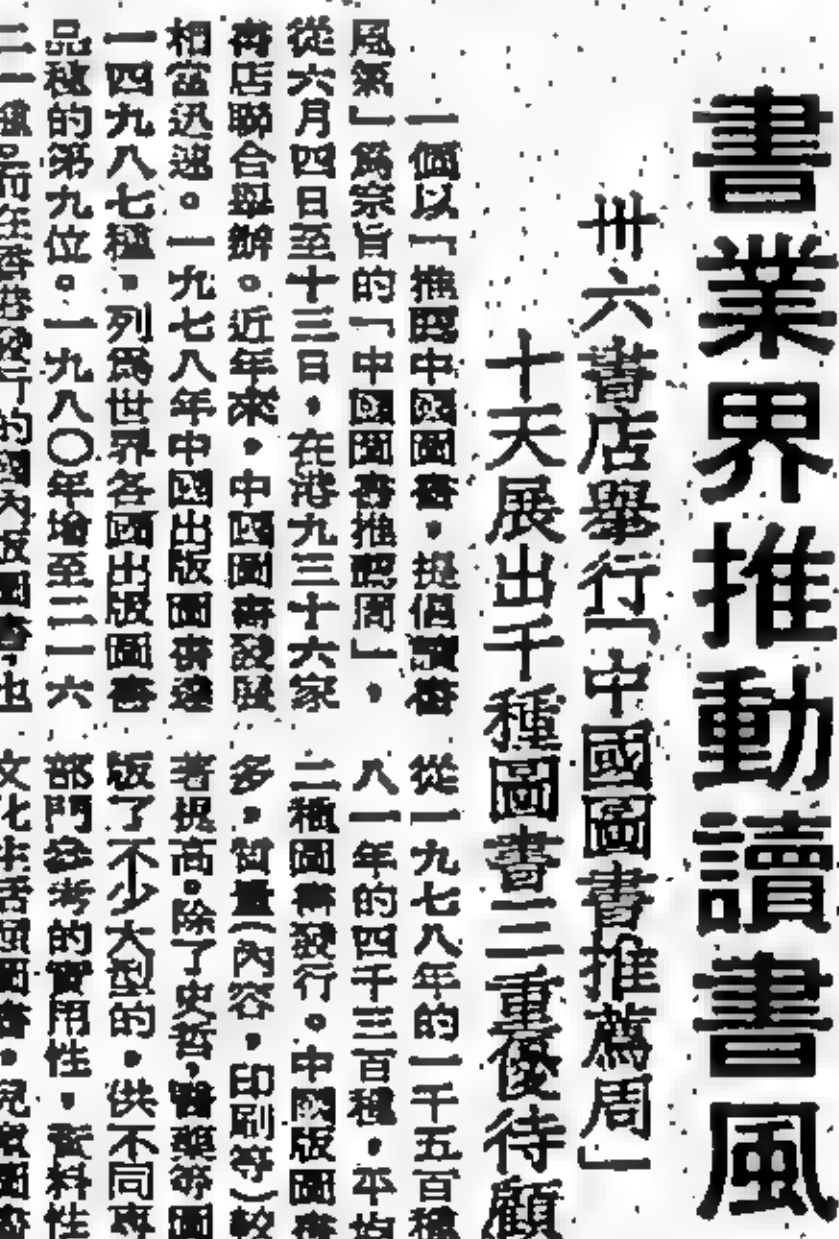 書業界推動讀書風
卅六書店舉行「中國圖書推薦周」
十天展出千種圖書三重優待顧
一個以「推薦中國圖書,提倡讀書
風氣」爲宗旨的「中國圖書推薦周」,
從六月四日至十三日,在港九三十六家
書店聯合舉辦。近年來,中國圖書發展
相當迅速。一九七八年中國出版圖書達
一四九八七種,列爲世界各國出版圖書
品種的第九位。一九八〇年增至二一六
從一九七八年的一千五百種
八一年的四千三百種,平均
二種圖書發行。中國版圖書
多,質量(內容,印刷等)較
著提高。除了史哲,醫藥等圖
版了不少大型的,供不同專
部門參考的實用性,資料性